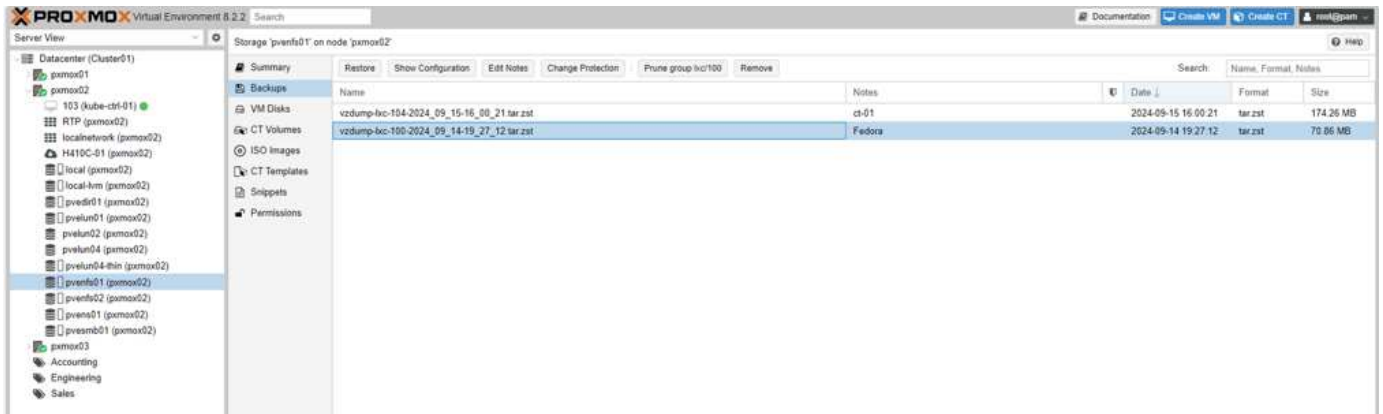 PROXMOX Virtual Environment 8.2.2 Search
Documentation Create VM Create CT root@pam
Server View
Storage 'pvenfs01' on node 'pxmox02'
Help
Datacenter (Cluster01)
pxmox01
pxmox02
103 (kube-ctrl-01)
RTP (pxmox02)
localnetwork (pxmox02)
H410C-01 (pxmox02)
local (pxmox02)
local-lvm (pxmox02)
pvedir01 (pxmox02)
pvelun01 (pxmox02)
pvelun02 (pxmox02)
pvelun04 (pxmox02)
pvelun04-thin (pxmox02)
pvenfs01 (pxmox02)
pvenfs02 (pxmox02)
pvens01 (pxmox02)
pvesmb01 (pxmox02)
pxmox03
Accounting
Engineering
Sales
Summary
Backups
VM Disks
CT Volumes
ISO Images
CT Templates
Snippets
Permissions
Restore Show Configuration Edit Notes Change Protection Prune group lxc/100 Remove Search: Name, Format, Notes
Name Notes Date Format Size
vzdump-lxc-104-2024_09_15-16_00_21.tar.zst ct-01 2024-09-15 16:00:21 tar.zst 174.26 MB
vzdump-lxc-100-2024_09_14-19_27_12.tar.zst Fedora 2024-09-14 19:27:12 tar.zst 70.86 MB